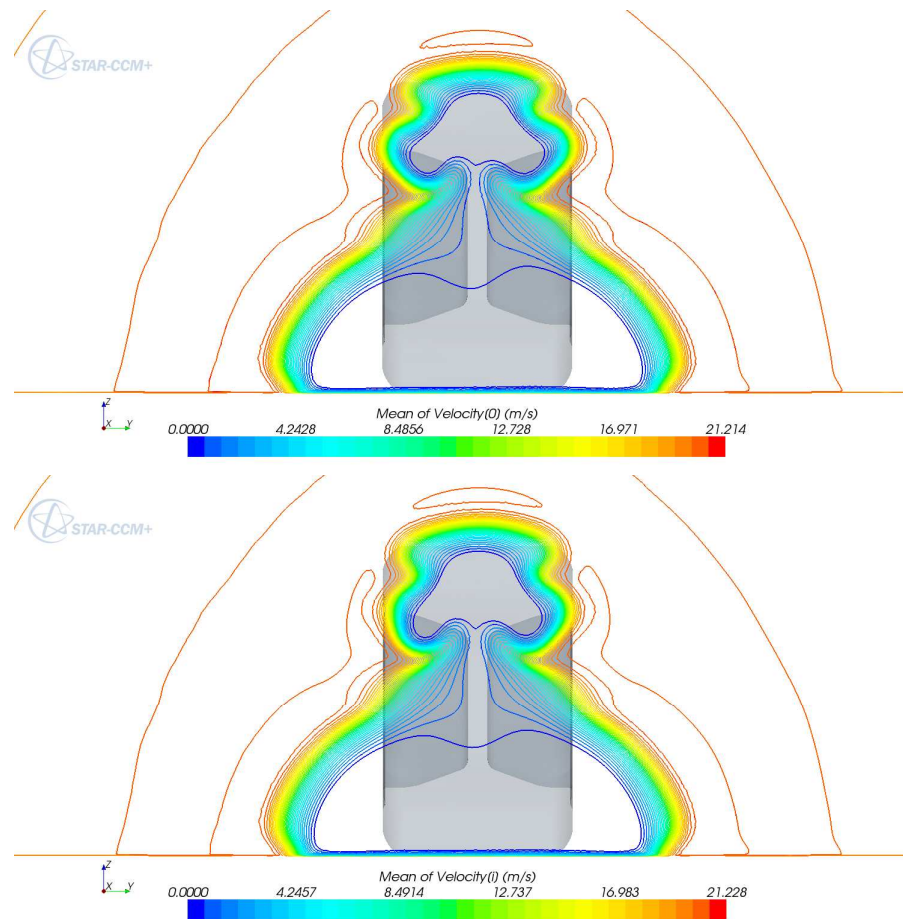 STAR-CCM+
Z
X Y
Mean of Velocity[0] (m/s)
0.0000 4.2428 8.4856 12.728 16.971 21.214
STAR-CCM+
Z
X Y
Mean of Velocity[i] (m/s)
0.0000 4.2457 8.4914 12.737 16.983 21.228